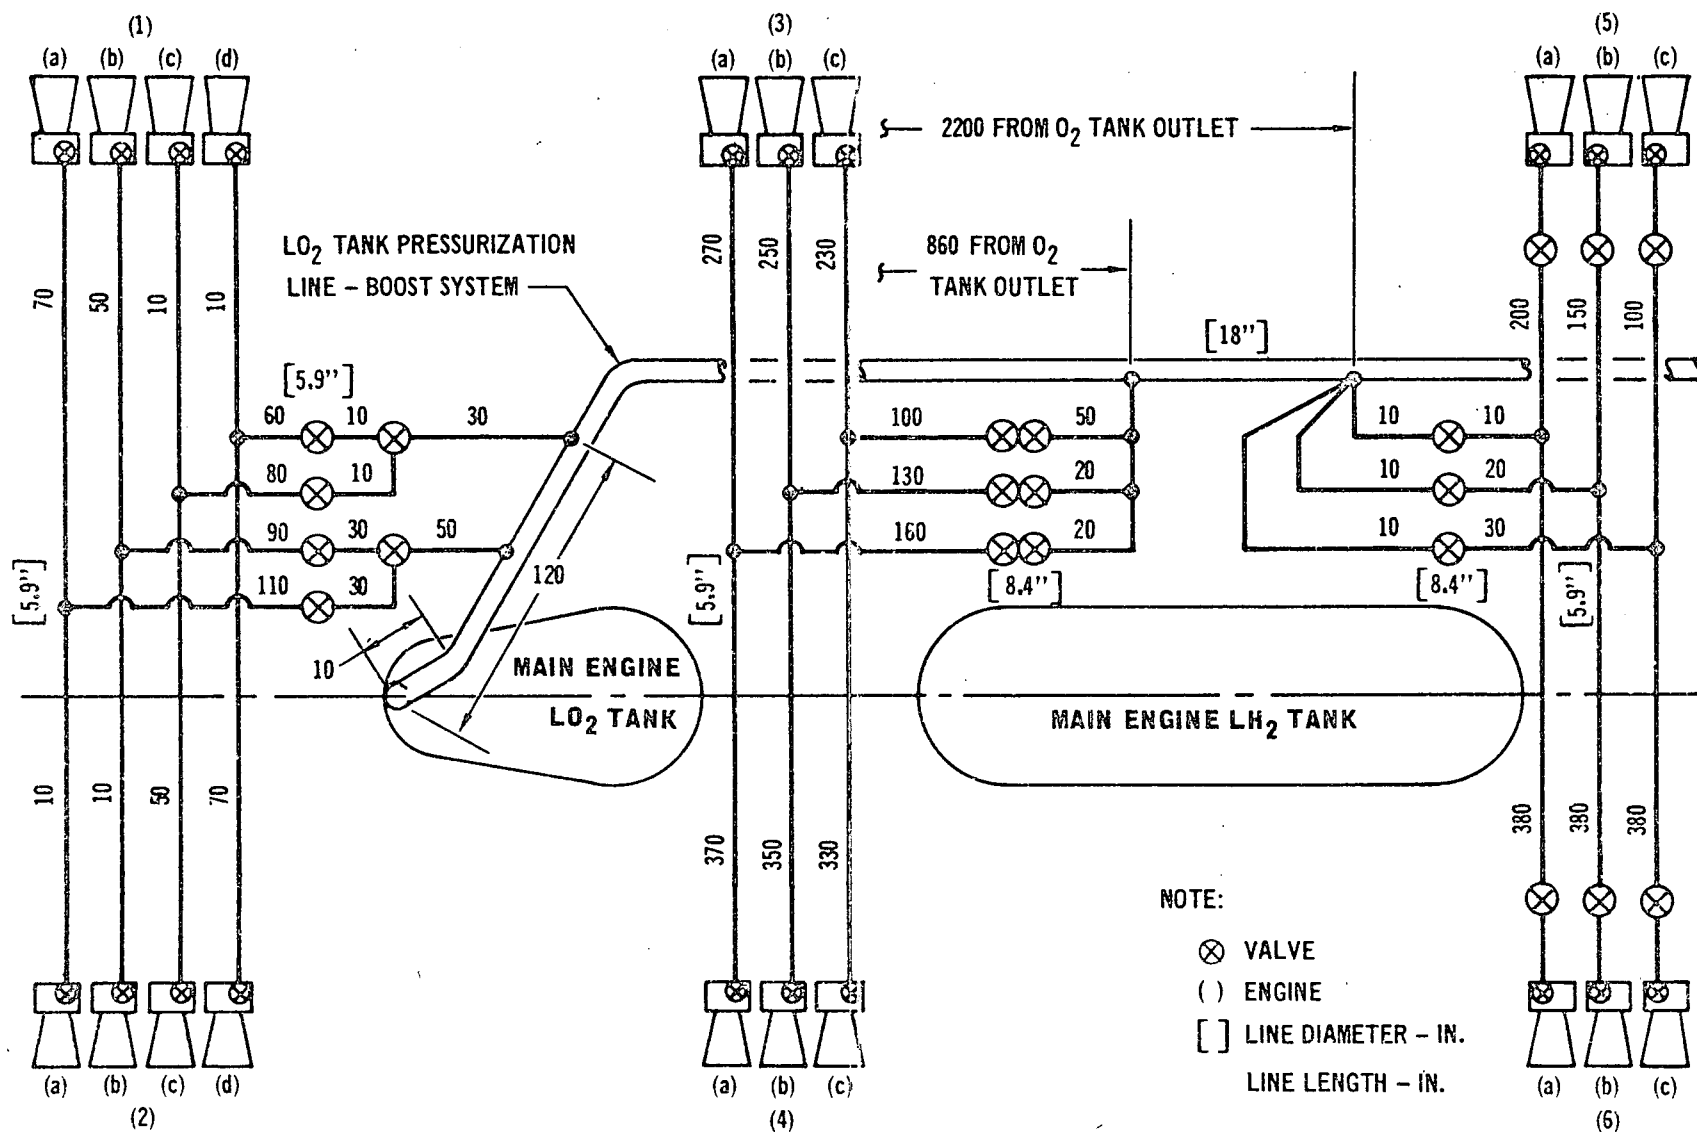 (1)
(3)
(5)
(a) (b) (c) (d)
(a) (b) (c)
(a) (b) (c)
2200 FROM O2 TANK OUTLET
860 FROM O2
TANK OUTLET
LO2 TANK PRESSURIZATION
LINE – BOOST SYSTEM
70
50
10
10
270
250
230
200
150
100
[18”]
[5.9”]
60 10 30
80 10
90 30 50
110 30
100 50
130 20
160 20
10 10
10 20
10 30
[5.9”]
120
10
[5.9”]
[8.4”]
[8.4”]
[5.9”]
MAIN ENGINE
LO2 TANK
MAIN ENGINE LH2 TANK
10
10
50
70
370
350
330
380
380
380
NOTE:
VALVE
( ) ENGINE
[ ] LINE DIAMETER – IN.
LINE LENGTH – IN.
(a) (b) (c) (d)
(a) (b) (c)
(a) (b) (c)
(2)
(4)
(6)